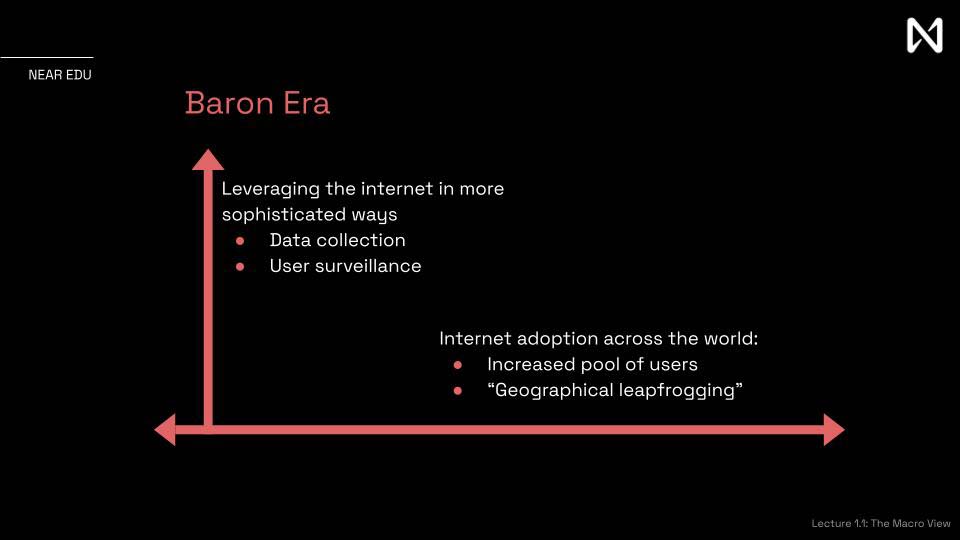 NEAR EDU
Baron Era
Leveraging the internet in more
sophisticated ways
● Data collection
● User surveillance
Internet adoption across the world:
● Increased pool of users
● “Geographical leapfrogging”
Lecture 1.1: The Macro View